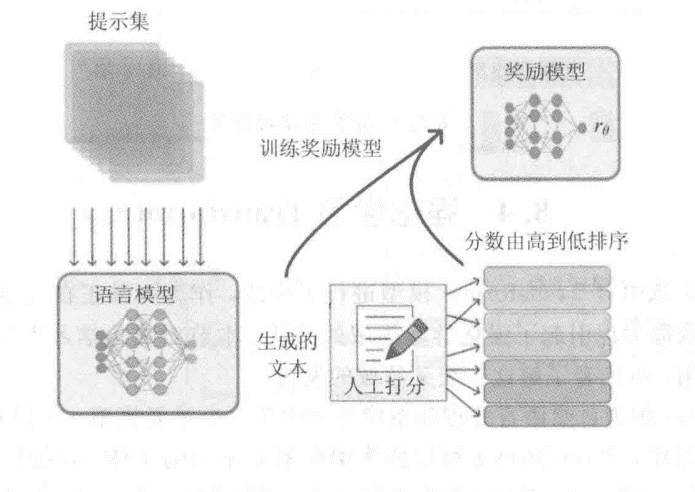 提示集
奖励模型
rθ
训练奖励模型
分数由高到低排序
语言模型
生成的
文本
人工打分